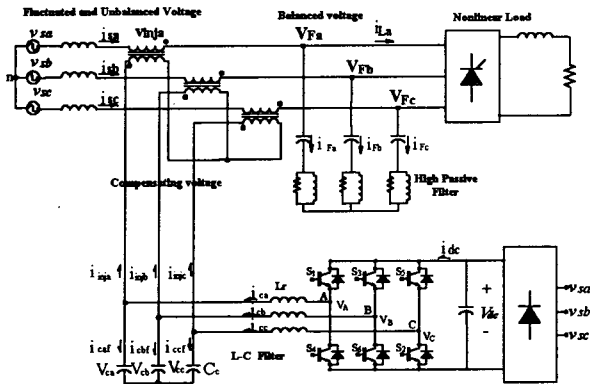 Fluctuated and Unbalanced Voltage
Balanced voltage
Nonlinear Load
vsa
isa
Vinja
VFa
iLa
n
vsb
isb
VFb
vsc
isc
VFc
iFa
iFb
iFc
Compensating voltage
High Passive
Filter
iinja
iinjb
iinjc
idc
S1
S3
S5
ica
Lr
A
VA
icb
B
VB
icc
C
VC
+
Vdc
-
vsa
vsb
vsc
icaf
icbf
iccf
L-C Filter
S4
S6
S2
Vca
Vcb
Vcc
Cc